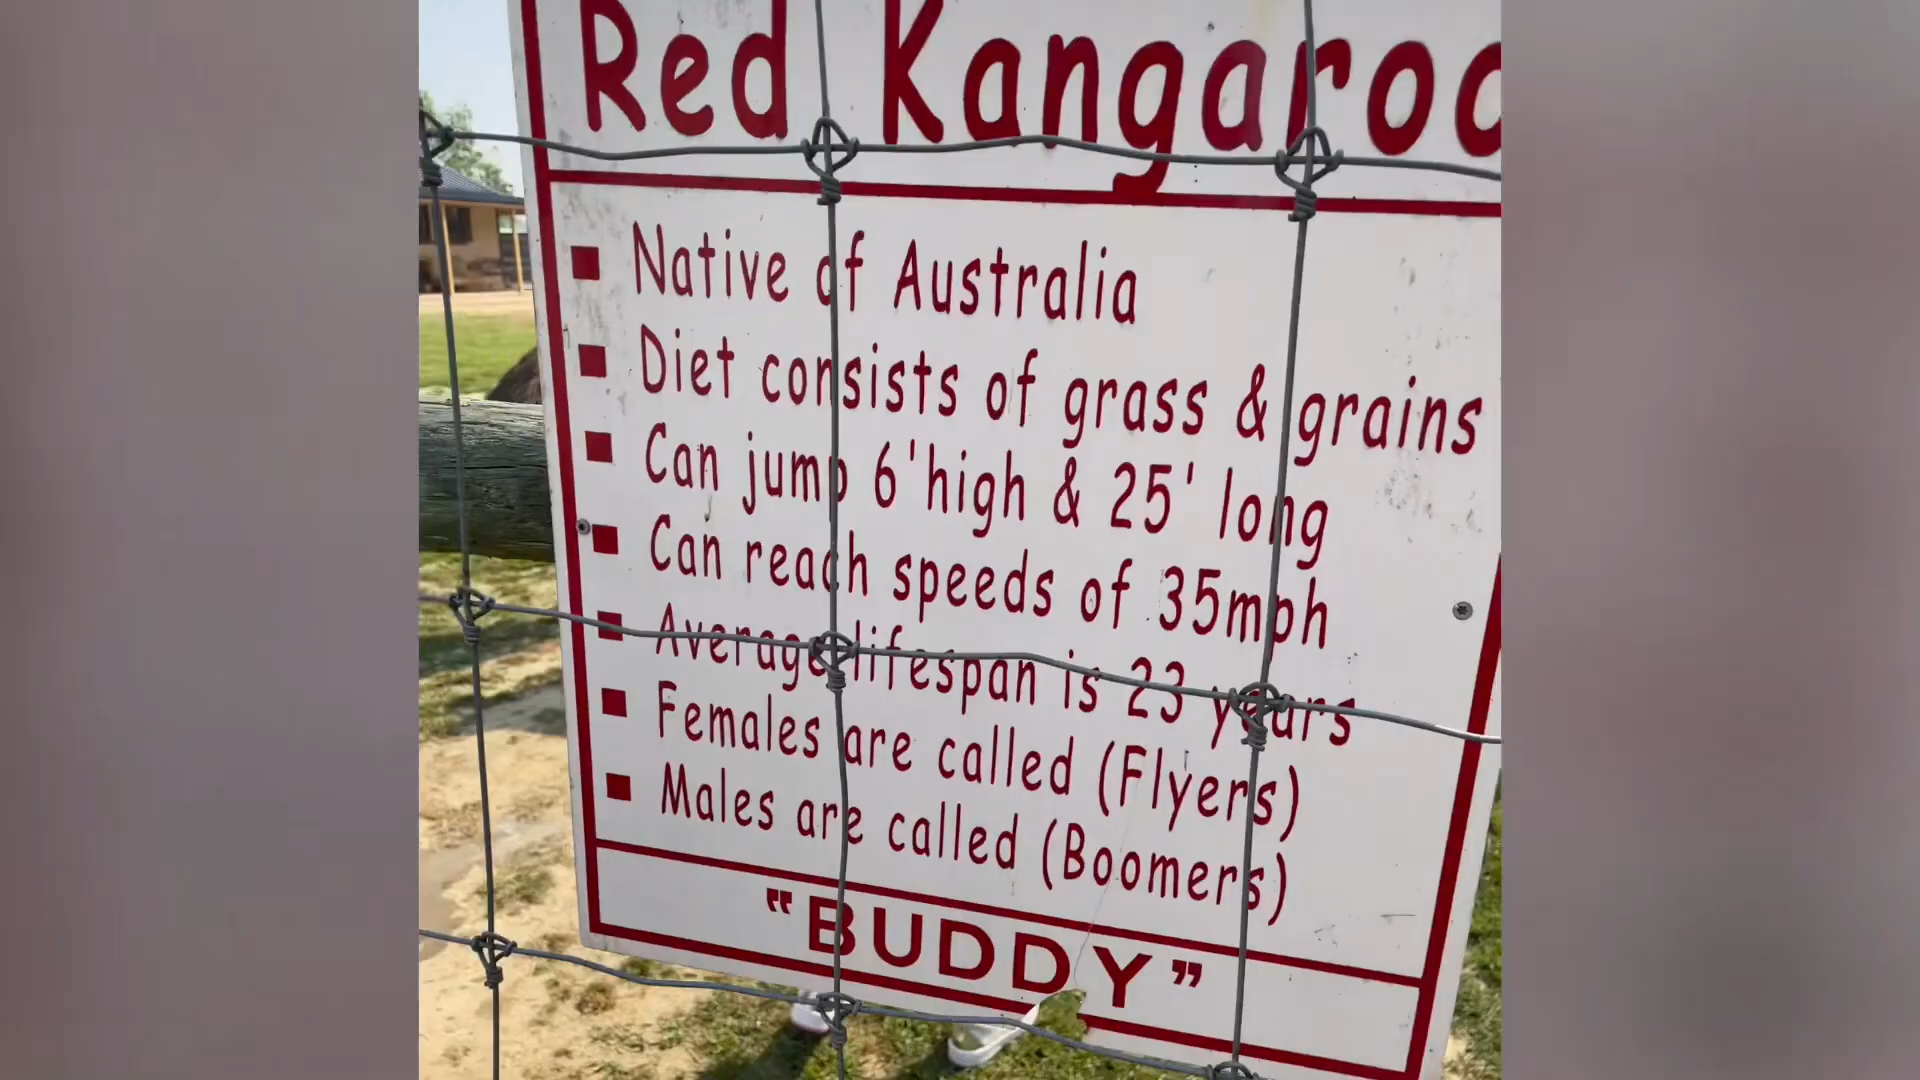 Red Kangaroo
Native of Australia
Diet consists of grass & grains
Can jump 6'high & 25' long
Can reach speeds of 35mph
Average lifespan is 23 years
Females are called (Flyers)
Males are called (Boomers)
"BUDDY"